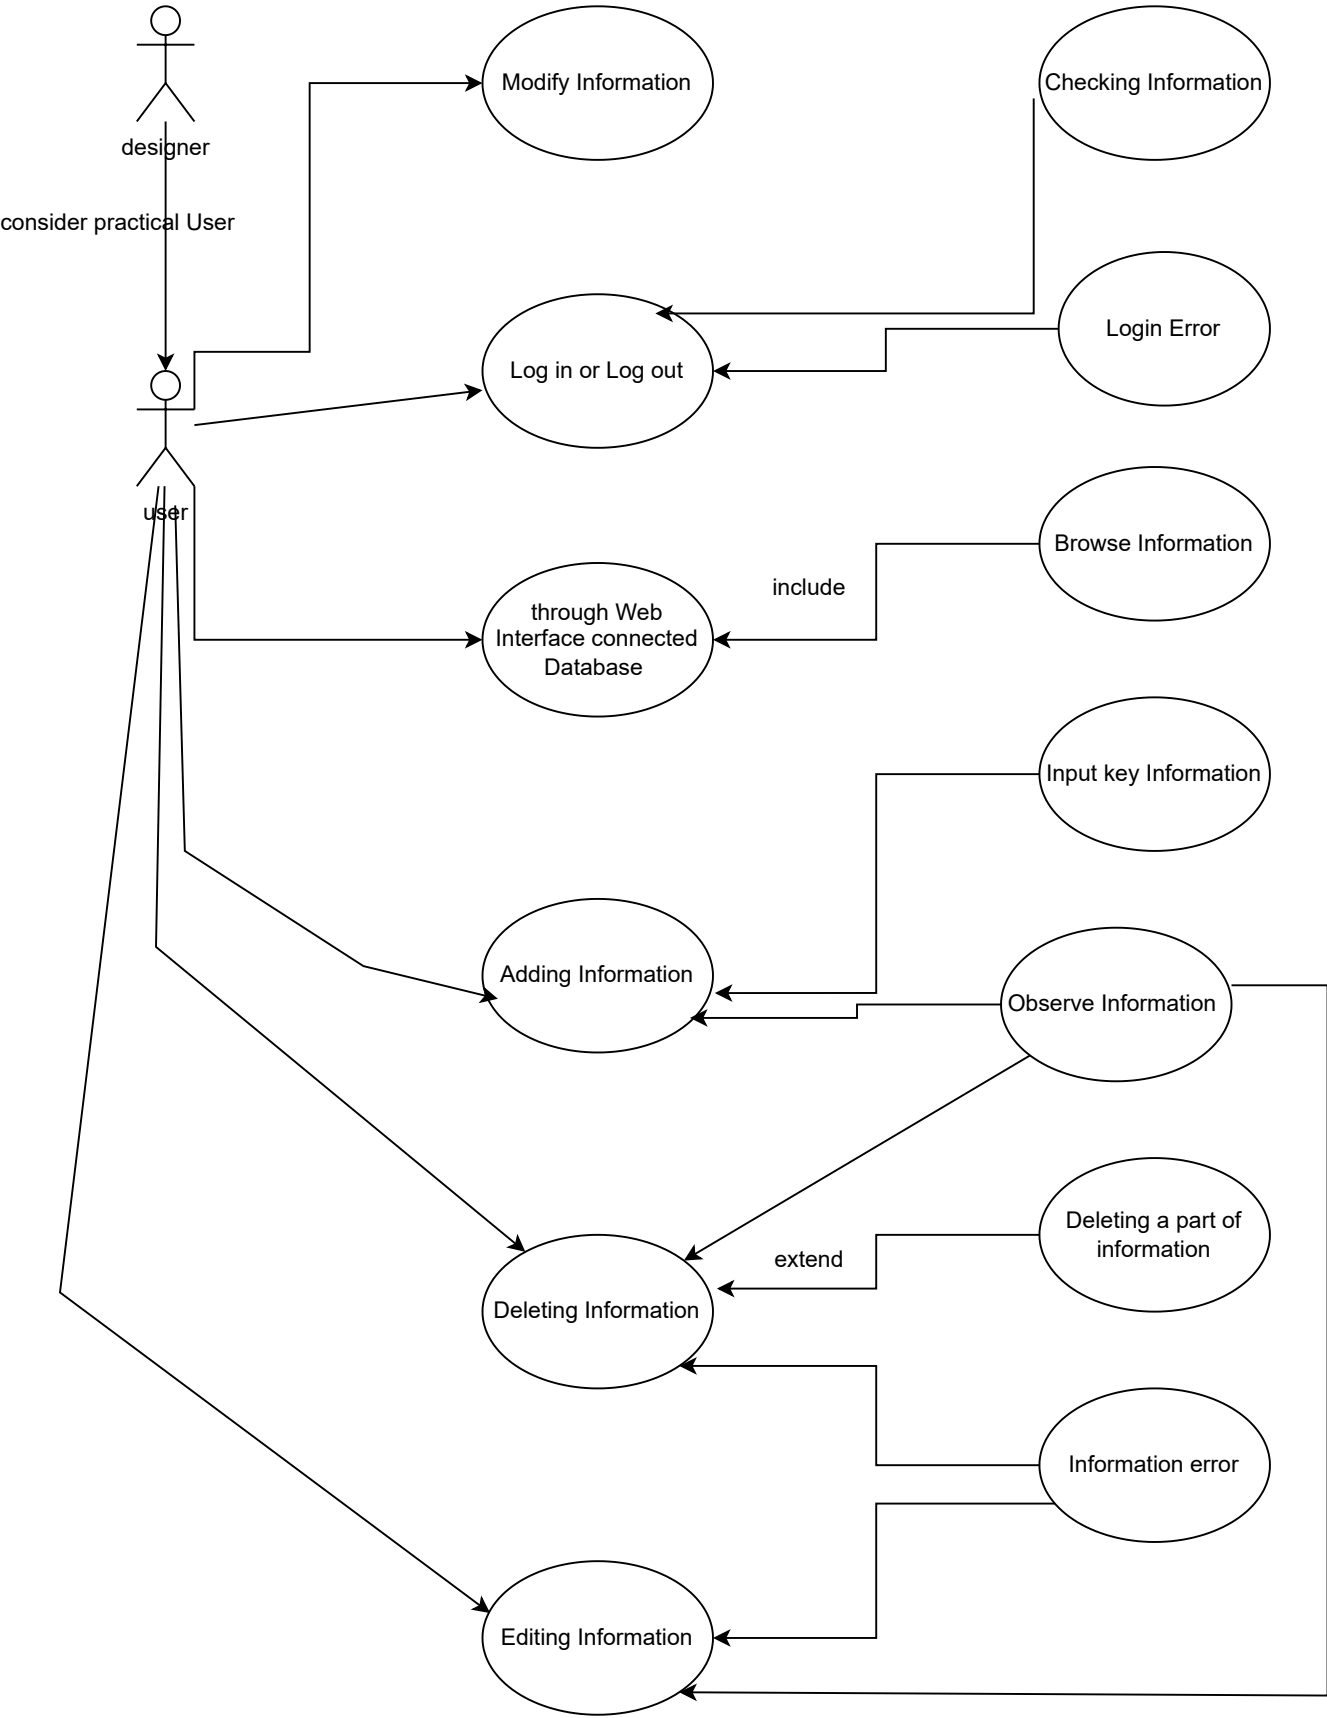 Modify Information
Checking Information
designer
consider practical User
Login Error
Log in or Log out
user
Browse Information
include
through Web
Interface connected
Database
Input key Information
Adding Information
Observe Information
Deleting a part of
information
extend
Deleting Information
Information error
Editing Information